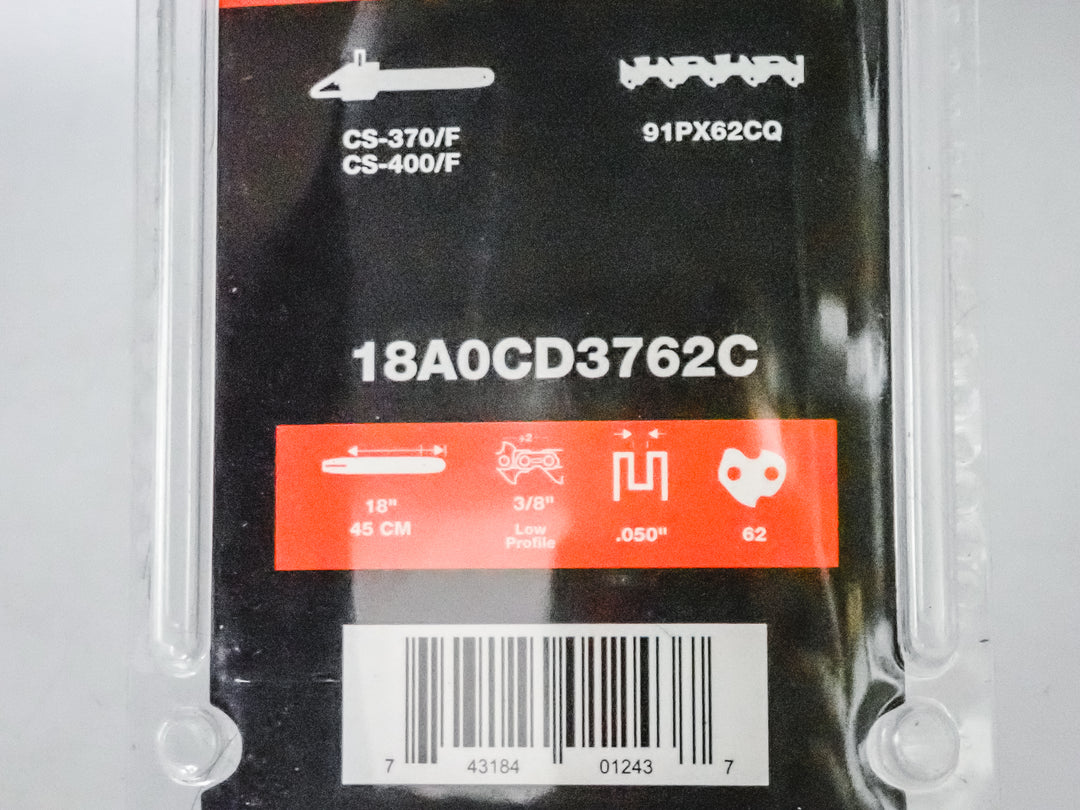 CS-370/F
CS-400/F
91PX62CQ
18A0CD3762C
÷2
18"
45 CM
3/8"
Low
Profile
.050"
62
7 43184 01243 7